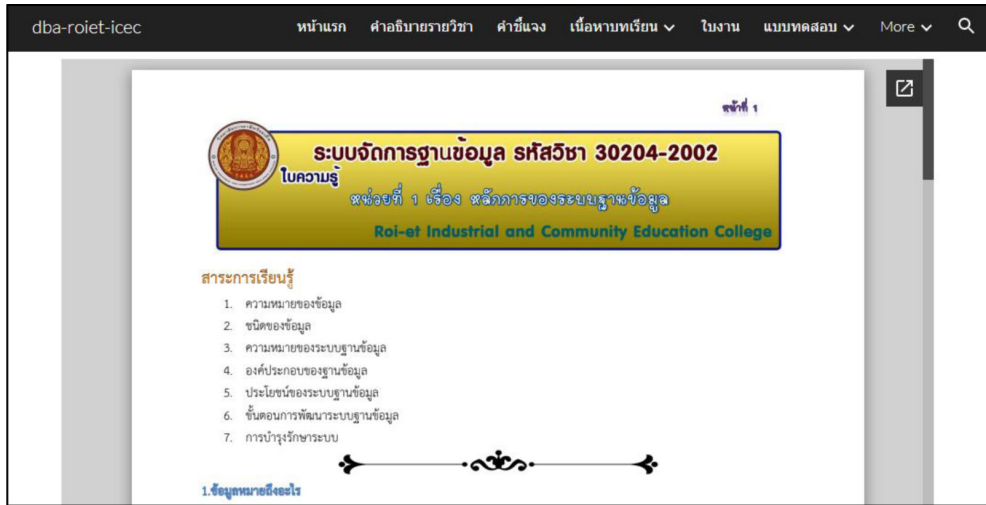 dba-roiet-icec หน้าแรก คำอธิบายรายวิชา คำชี้แจง เนื้อหาบทเรียน ใบงาน แบบทดสอบ More
หน้าที่ 1
ระบบจัดการฐานข้อมูล รหัสวิชา 30204-2002
ใบความรู้
หน่วยที่ 1 เรื่อง หลักการของระบบฐานข้อมูล
Roi-et Industrial and Community Education College
สาระการเรียนรู้
1. ความหมายของข้อมูล
2. ชนิดของข้อมูล
3. ความหมายของระบบฐานข้อมูล
4. องค์ประกอบของฐานข้อมูล
5. ประโยชน์ของระบบฐานข้อมูล
6. ขั้นตอนการพัฒนาระบบฐานข้อมูล
7. การบำรุงรักษาระบบ
1.ข้อมูลหมายถึงอะไร